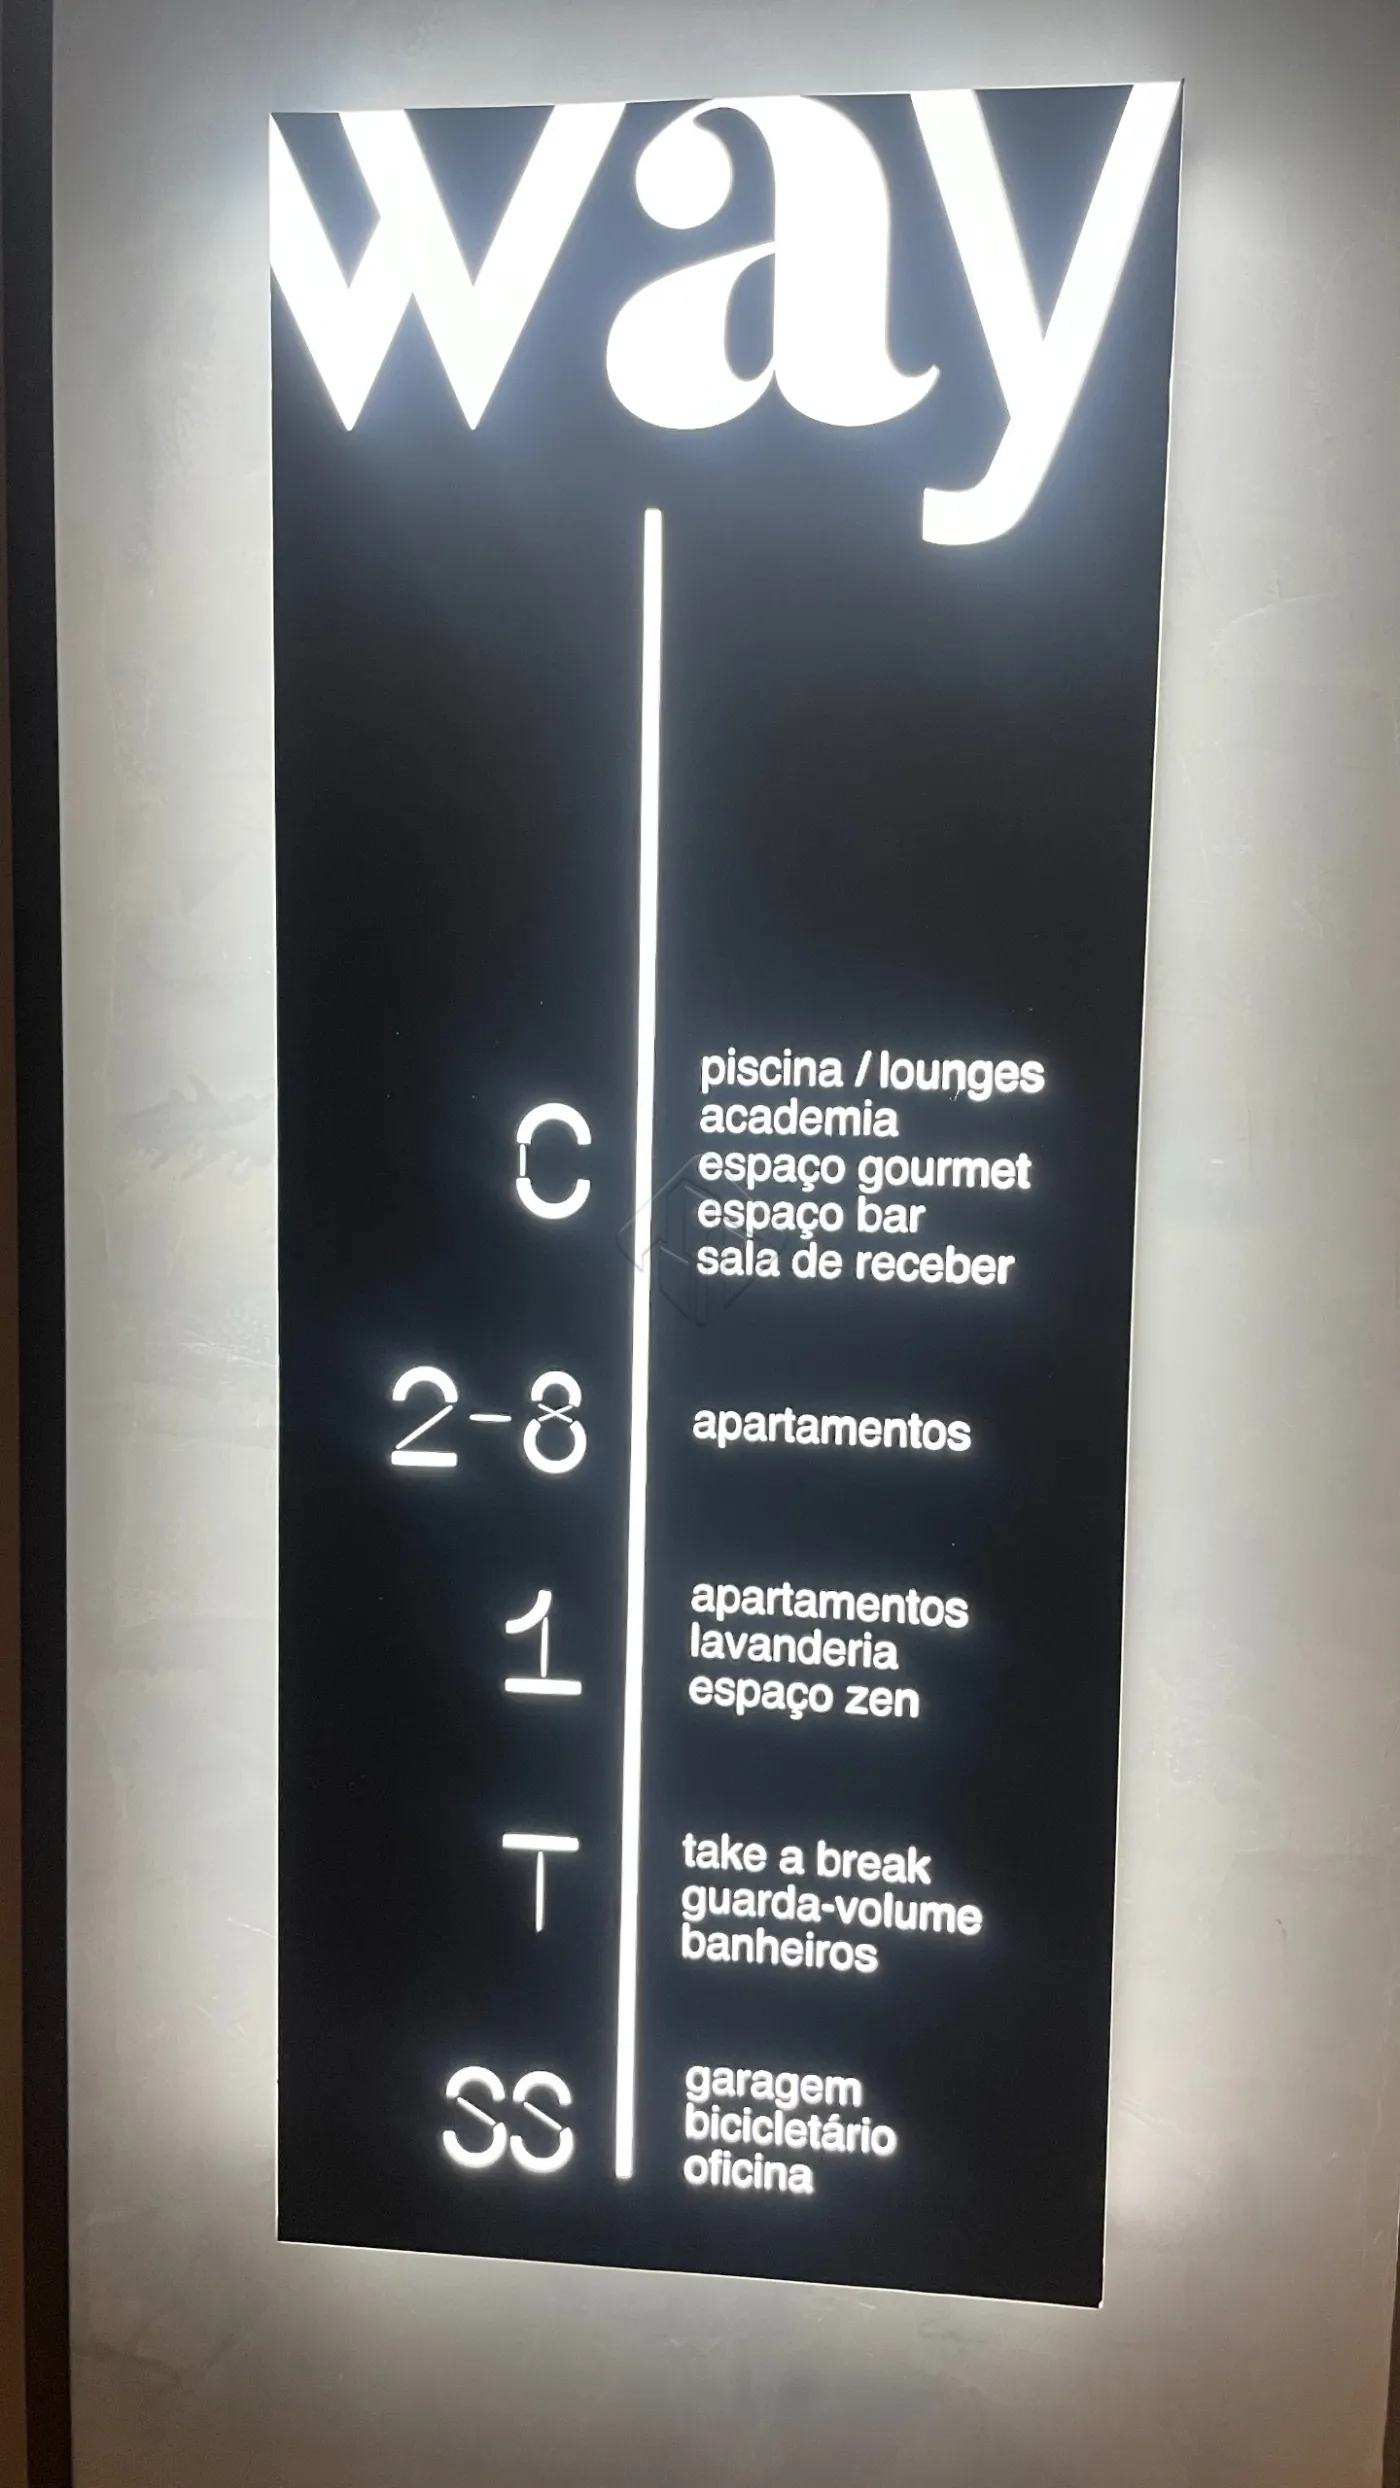 way
C
piscina / lounges
academia
espaço gourmet
espaço bar
sala de receber
2-8
apartamentos
1
apartamentos
lavanderia
espaço zen
T
take a break
guarda-volume
banheiros
SS
garagem
bicicletário
oficina